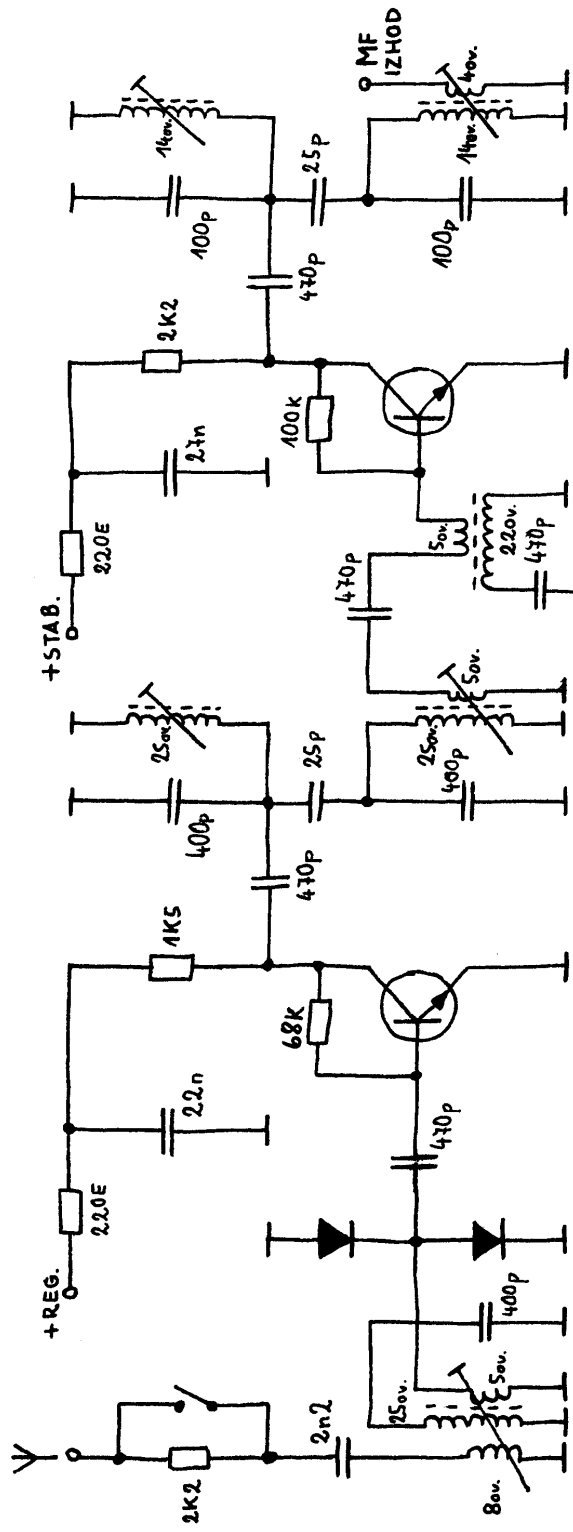 2K2
2n2
8ov.
25ov.
5ov.
400p
+REG.
220E
22n
1K5
470p
68K
470p
400p
25ov.
25p
400p
25ov.
5ov.
+STAB.
220E
27n
2K2
470p
5ov.
22ov.
470p
100k
470p
100p
14ov.
25p
100p
14ov.
4ov.
MF
IZHOD